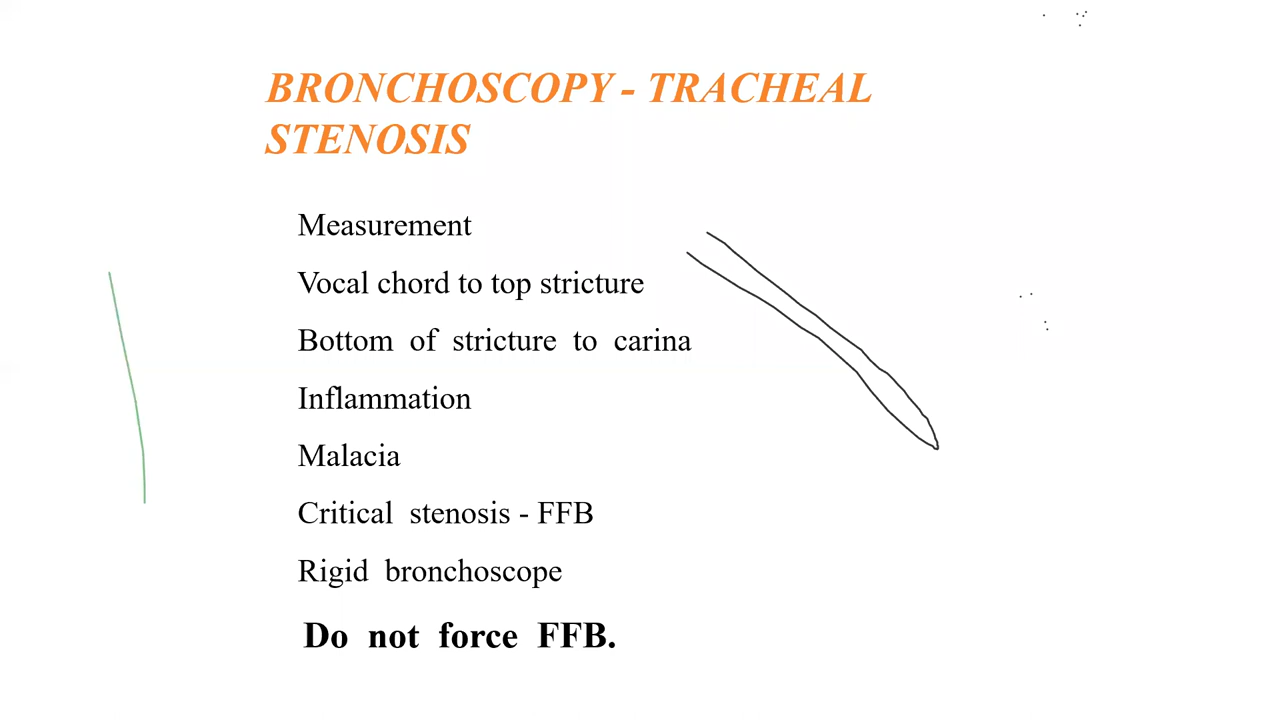 BRONCHOSCOPY - TRACHEAL
STENOSIS
Measurement
Vocal chord to top stricture
Bottom of stricture to carina
Inflammation
Malacia
Critical stenosis - FFB
Rigid bronchoscope
Do not force FFB.